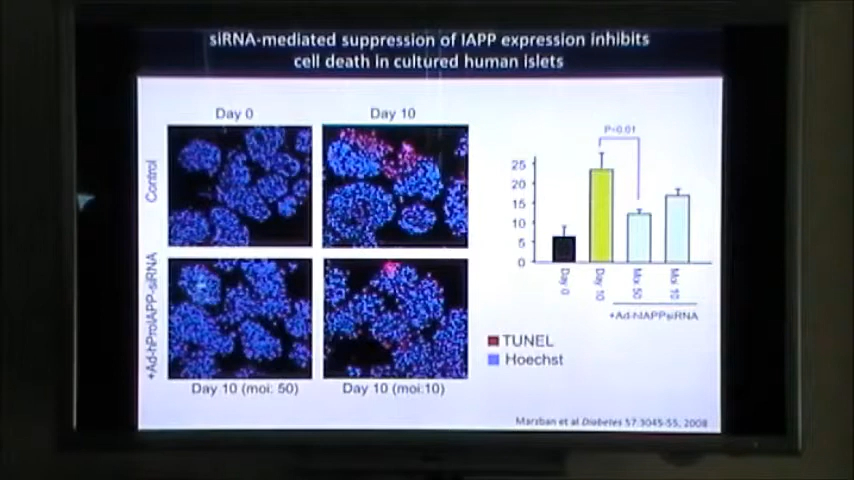 siRNA-mediated suppression of IAPP expression inhibits
cell death in cultured human islets
Day 0
Day 10
Control
+Ad-hProIAPP-siRNA
Day 10 (moi: 50)
Day 10 (moi:10)
P<0.01
25
20
15
10
5
0
Day 0
Day 10
Moi 50
Moi 10
+Ad-hIAPPsiRNA
TUNEL
Hoechst
Marzban et al Diabetes 57:3045-55, 2008